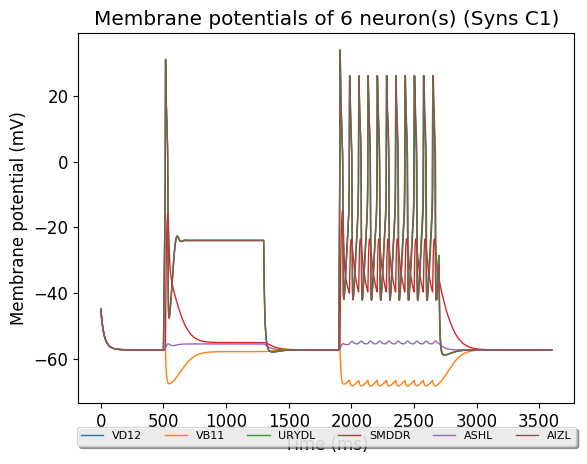 Membrane potentials of 6 neuron(s) (Syns C1)
Membrane potential (mV)
20
0
−20
−40
−60
0 500 1000 1500 2000 2500 3000 3500
VD12 VB11 URYDL SMDDR ASHL AIZL
Time (ms)